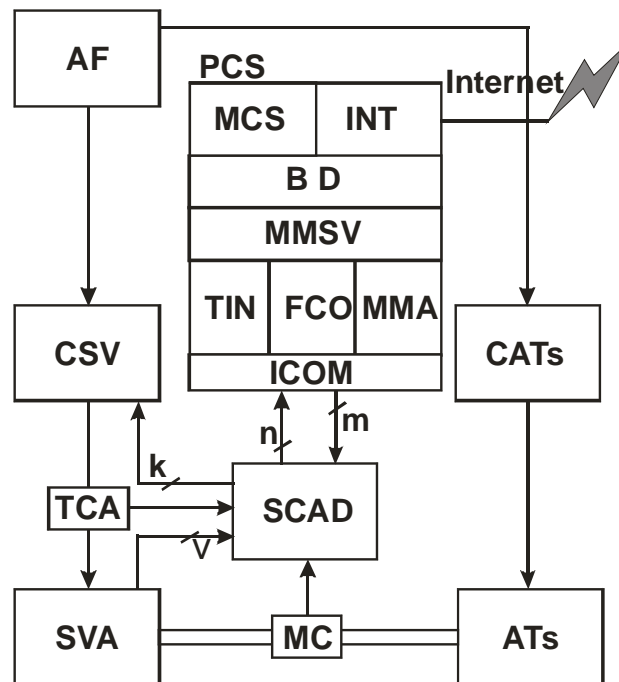 AF
PCS
Internet
MCS INT
B D
MMSV
TIN FCO MMA
CSV
CATs
ICOM
n m
k
TCA
SCAD
V
SVA
MC
ATs